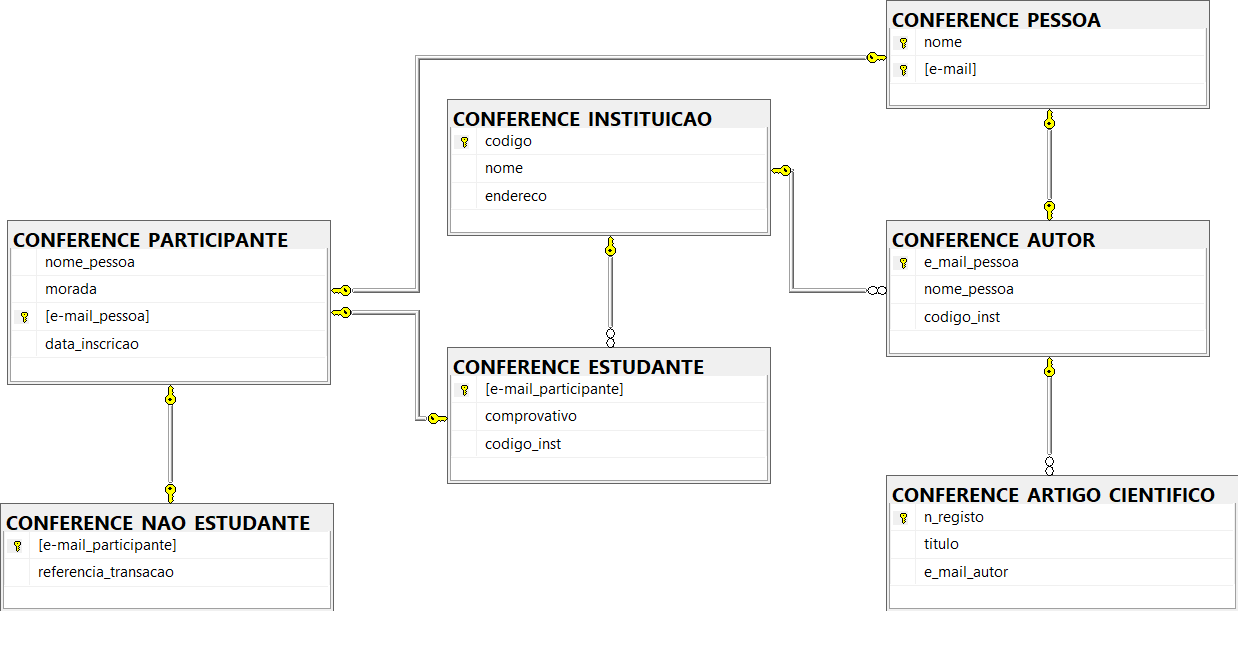 CONFERENCE PESSOA
nome
[e-mail]
CONFERENCE INSTITUICAO
codigo
nome
endereco
CONFERENCE PARTICIPANTE
nome_pessoa
morada
[e-mail_pessoa]
data_inscricao
CONFERENCE AUTOR
e_mail_pessoa
nome_pessoa
codigo_inst
CONFERENCE ESTUDANTE
[e-mail_participante]
comprovativo
codigo_inst
CONFERENCE NAO ESTUDANTE
[e-mail_participante]
referencia_transacao
CONFERENCE ARTIGO CIENTIFICO
n_registo
titulo
e_mail_autor